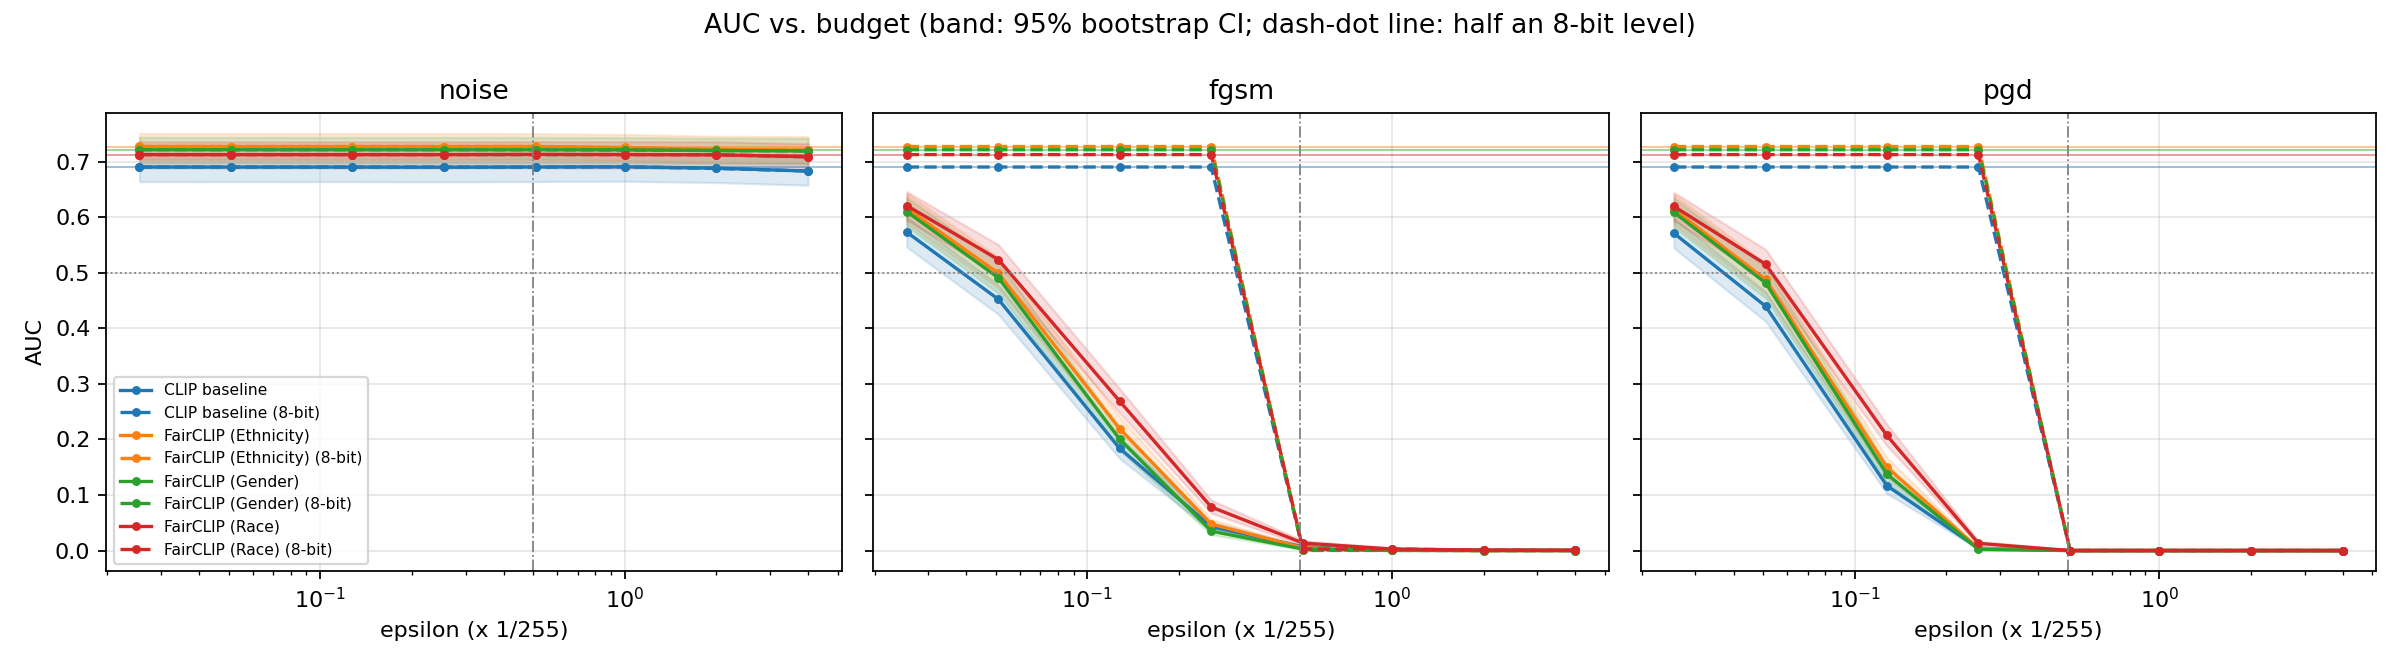 AUC vs. budget (band: 95% bootstrap CI; dash-dot line: half an 8-bit level)
noise
fgsm
pgd
AUC
0.7
0.6
0.5
0.4
0.3
0.2
0.1
0.0
CLIP baseline
CLIP baseline (8-bit)
FairCLIP (Ethnicity)
FairCLIP (Ethnicity) (8-bit)
FairCLIP (Gender)
FairCLIP (Gender) (8-bit)
FairCLIP (Race)
FairCLIP (Race) (8-bit)
10⁻¹ 10⁰
10⁻¹ 10⁰
10⁻¹ 10⁰
epsilon (x 1/255)
epsilon (x 1/255)
epsilon (x 1/255)